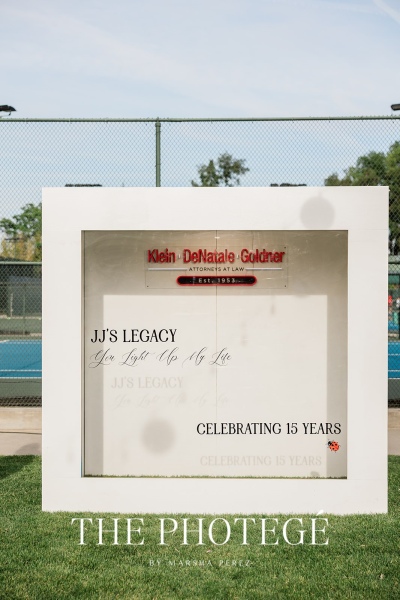 Klein DeNatale Goldner
ATTORNEYS AT LAW
Est. 1953
JJ'S LEGACY
You Light Up My Life
JJ'S LEGACY
You Light Up My Life
CELEBRATING 15 YEARS
CELEBRATING 15 YEARS
THE PHOTEGÉ
BY MARSHA PEREZ